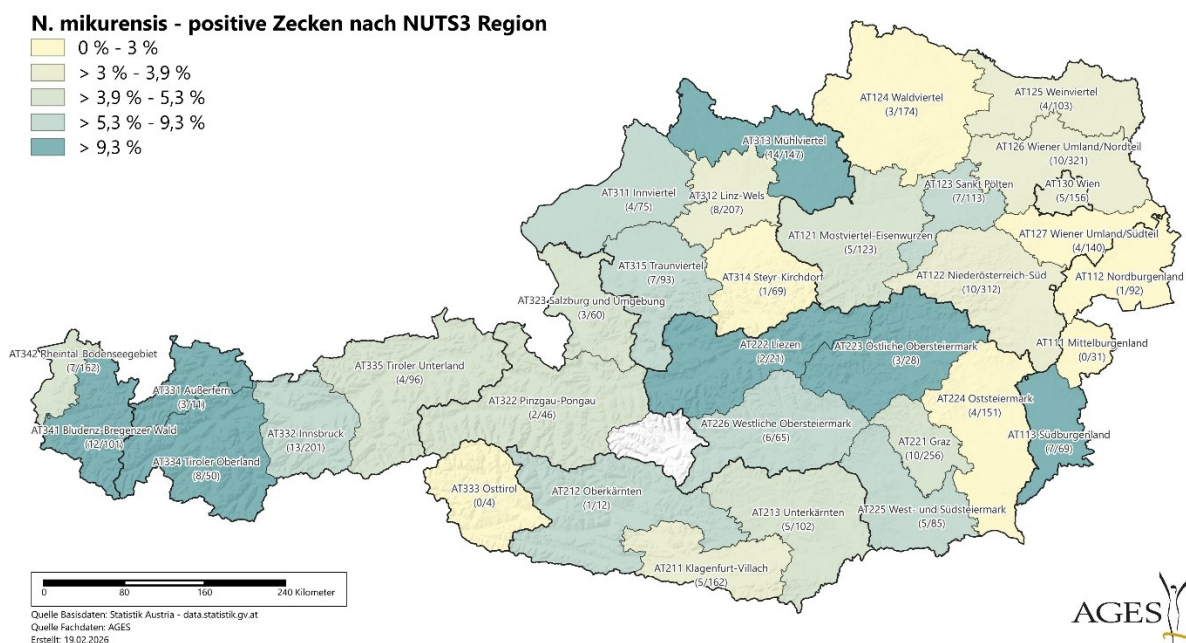 N. mikurensis - positive Zecken nach NUTS3 Region
0 % - 3 %
> 3 % - 3,9 %
> 3,9 % - 5,3 %
> 5,3 % - 9,3 %
> 9,3 %
AT124 Waldviertel
(3/174)
AT125 Weinviertel
(4/103)
AT313 Mühlviertel
(14/147)
AT126 Wiener Umland/Nordteil
(10/321)
AT311 Innviertel
(4/75)
AT312 Linz-Wels
(8/207)
AT123 Sankt Pölten
(7/113)
AT130 Wien
(5/156)
AT121 Mostviertel-Eisenwurzen
(5/123)
AT127 Wiener Umland/Südteil
(4/140)
AT315 Traunviertel
(7/93)
AT314 Steyr-Kirchdorf
(1/69)
AT122 Niederösterreich-Süd
(10/312)
AT112 Nordburgenland
(1/92)
AT323 Salzburg und Umgebung
(3/60)
AT222 Liezen
(2/21)
AT223 Östliche Obersteiermark
(3/28)
AT111 Mittelburgenland
(0/31)
AT342 Rheintal-Bodenseegebiet
(7/162)
AT335 Tiroler Unterland
(4/96)
AT331 Außerfern
(3/11)
AT322 Pinzgau-Pongau
(2/46)
AT224 Oststeiermark
(4/151)
AT341 Bludenz-Bregenzer Wald
(12/101)
AT332 Innsbruck
(13/201)
AT226 Westliche Obersteiermark
(6/65)
AT221 Graz
(10/256)
AT113 Südburgenland
(7/69)
AT334 Tiroler Oberland
(8/50)
AT333 Osttirol
(0/4)
AT212 Oberkärnten
(1/12)
AT213 Unterkärnten
(5/102)
AT225 West- und Südsteiermark
(5/85)
AT211 Klagenfurt-Villach
(5/162)
0 80 160 240 Kilometer
Quelle Basisdaten: Statistik Austria - data.statistik.gv.at
Quelle Fachdaten: AGES
Erstellt: 19.02.2026
AGES